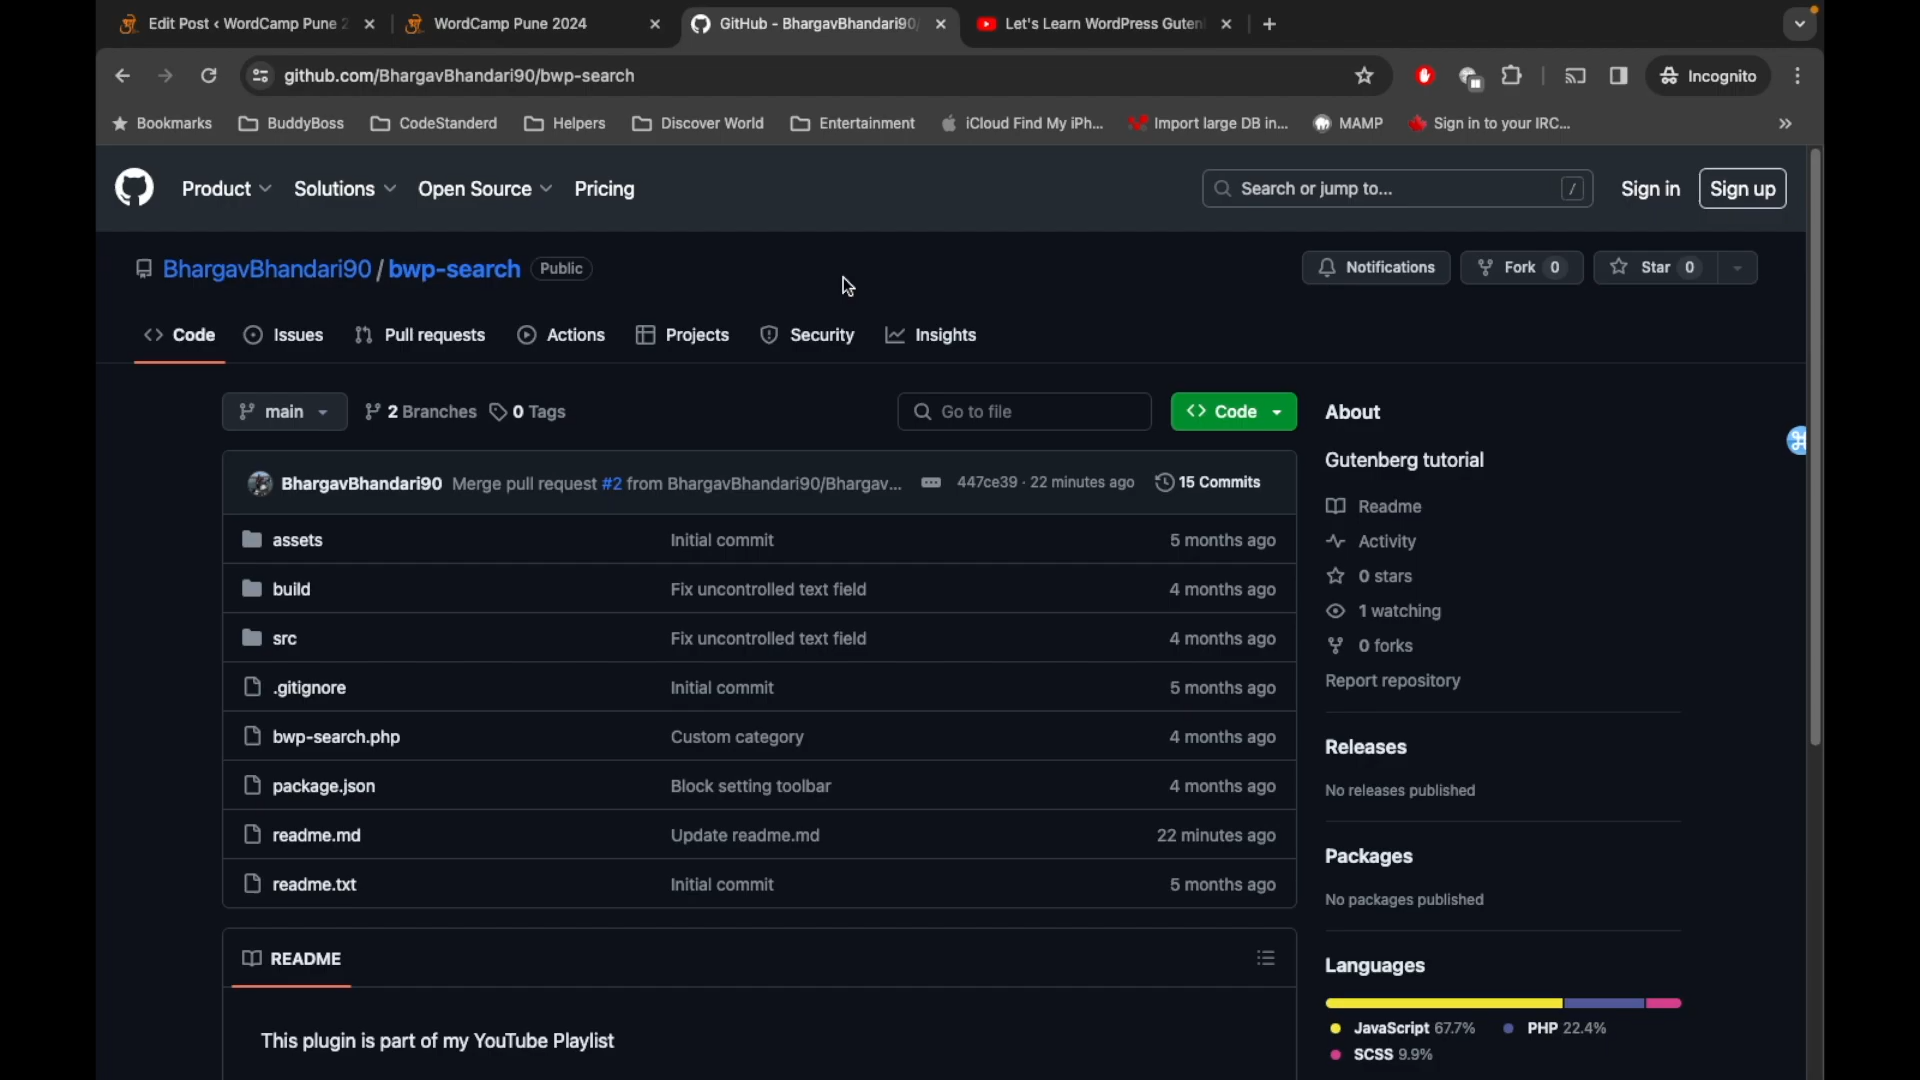 Edit Post ‹ WordCamp Pune 2
WordCamp Pune 2024
GitHub - BhargavBhandari90/
Let's Learn WordPress Guten
github.com/BhargavBhandari90/bwp-search
Incognito
Bookmarks
BuddyBoss
CodeStanderd
Helpers
Discover World
Entertainment
iCloud Find My iPh...
Import large DB in...
MAMP
Sign in to your IRC...
Product
Solutions
Open Source
Pricing
Search or jump to...
/
Sign in
Sign up
BhargavBhandari90 / bwp-search
Public
Notifications
Fork 0
Star 0
Code
Issues
Pull requests
Actions
Projects
Security
Insights
main
2 Branches
0 Tags
Go to file
Code
BhargavBhandari90 Merge pull request #2 from BhargavBhandari90/Bhargav...
447ce39 · 22 minutes ago
15 Commits
assets
Initial commit
5 months ago
build
Fix uncontrolled text field
4 months ago
src
Fix uncontrolled text field
4 months ago
.gitignore
Initial commit
5 months ago
bwp-search.php
Custom category
4 months ago
package.json
Block setting toolbar
4 months ago
readme.md
Update readme.md
22 minutes ago
readme.txt
Initial commit
5 months ago
README
This plugin is part of my YouTube Playlist
About
Gutenberg tutorial
Readme
Activity
0 stars
1 watching
0 forks
Report repository
Releases
No releases published
Packages
No packages published
Languages
JavaScript 67.7%
PHP 22.4%
SCSS 9.9%